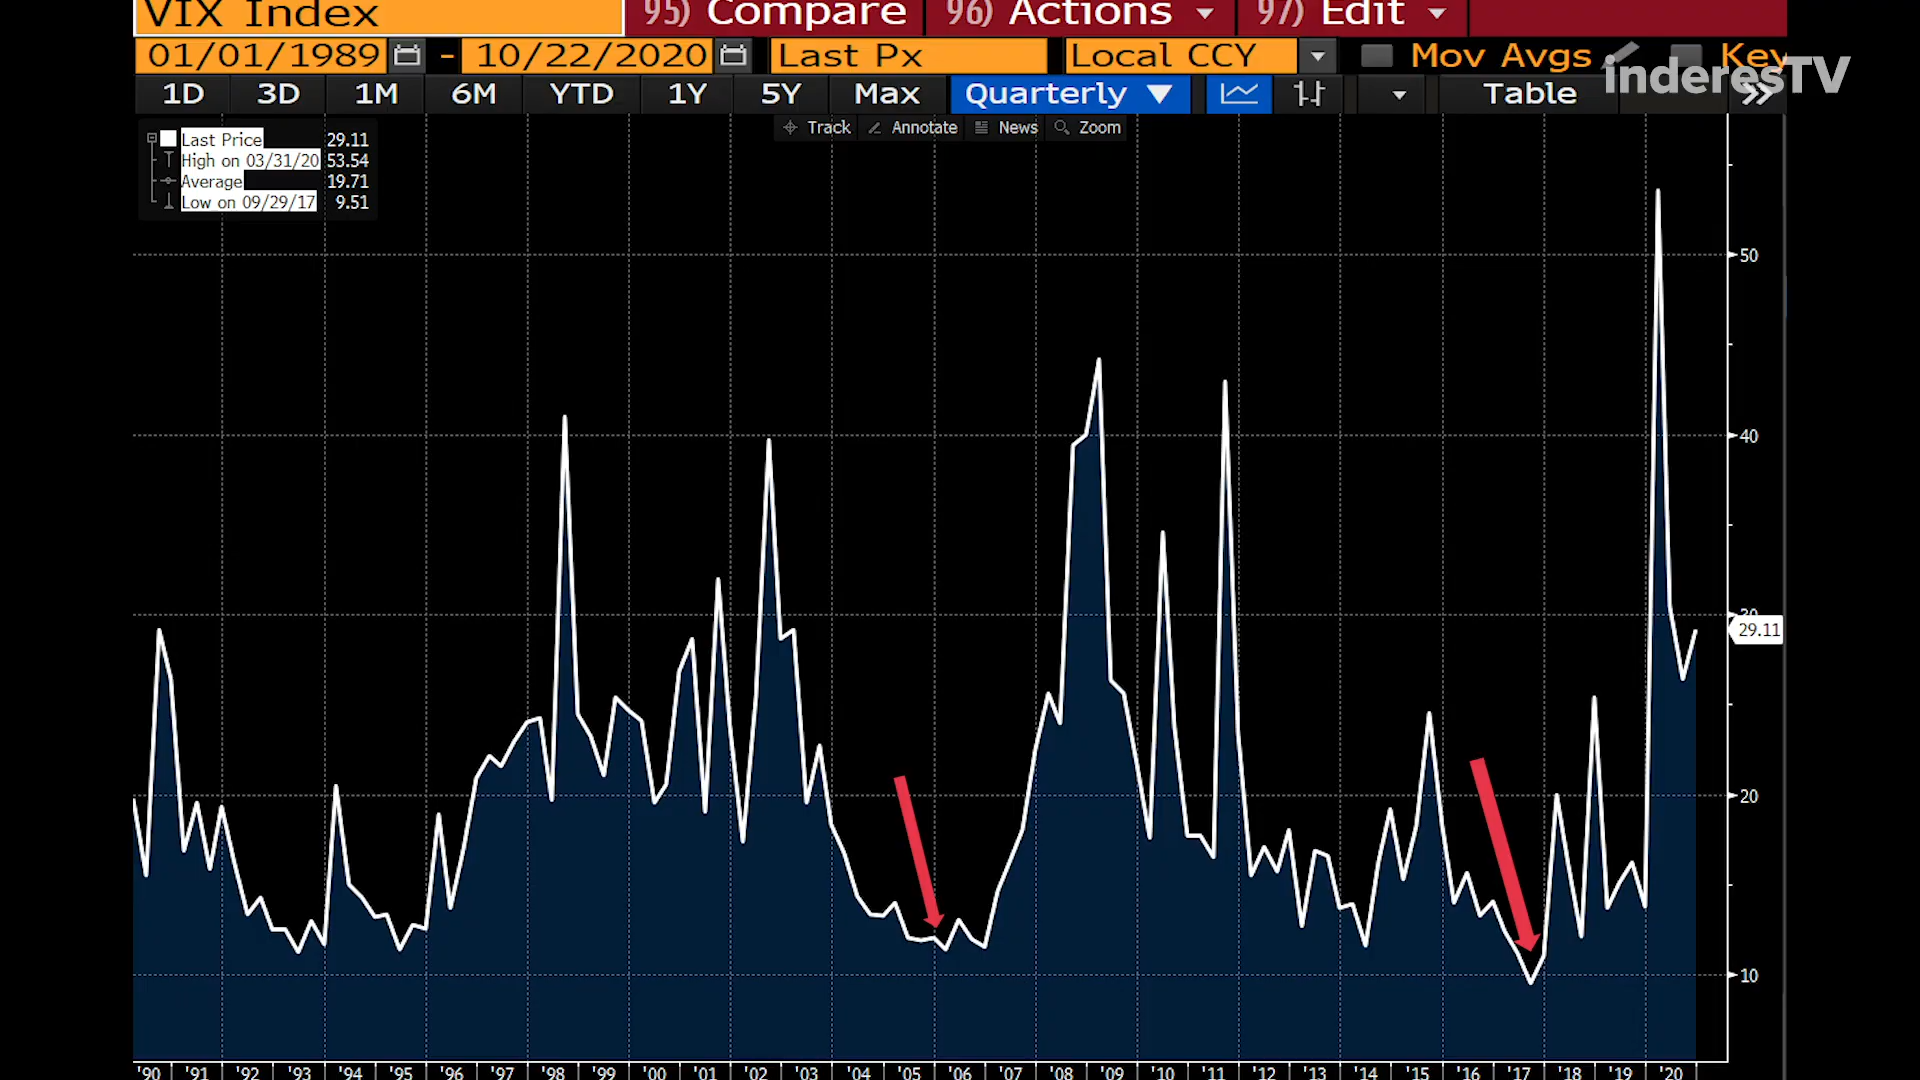 VIX Index 95) Compare 96) Actions 97) Edit
01/01/1989 - 10/22/2020 Last Px Local CCY Mov Avgs Key
inderesTV
1D 3D 1M 6M YTD 1Y 5Y Max Quarterly Table »
Track Annotate News Zoom
Last Price 29.11
High on 03/31/20 53.54
Average 19.71
Low on 09/29/17 9.51
50
40
30
29.11
20
10
'90 '91 '92 '93 '94 '95 '96 '97 '98 '99 '00 '01 '02 '03 '04 '05 '06 '07 '08 '09 '10 '11 '12 '13 '14 '15 '16 '17 '18 '19 '20